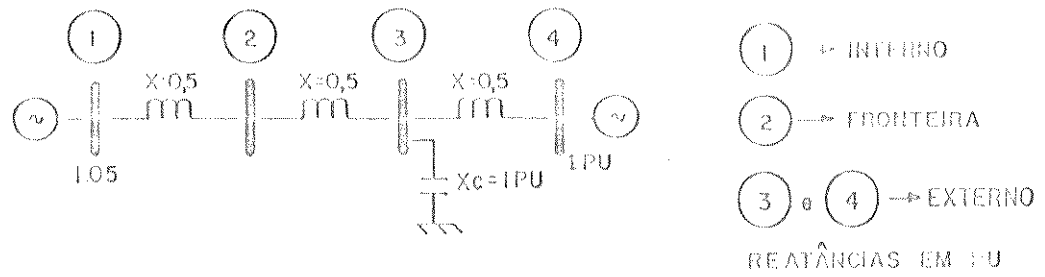 1 2 3 4
X=0,5 X=0,5 X=0,5
~ ~
1.05
1PU
Xc=1PU
1 → INTERNO
2 → FRONTEIRA
3 e 4 → EXTERNO
REATÂNCIAS EM PU